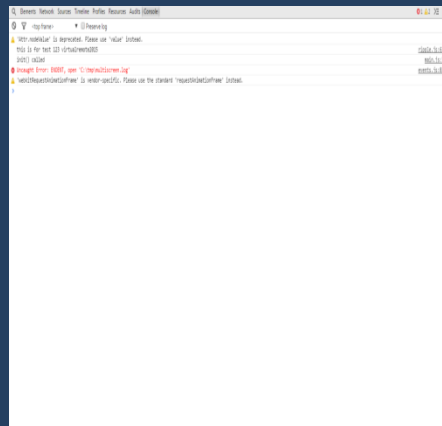 Elements Network Sources Timeline Profiles Resources Audits Console
<top frame> Preserve log
'Attr.nodeValue' is deprecated. Please use 'value' instead.
this is for test 123 virtualremote2015
init() called
Uncaught Error: ENOENT, open 'C:\tmp\multiscreen.log'
'webkitRequestAnimationFrame' is vendor-specific. Please use the standard 'requestAnimationFrame' instead.